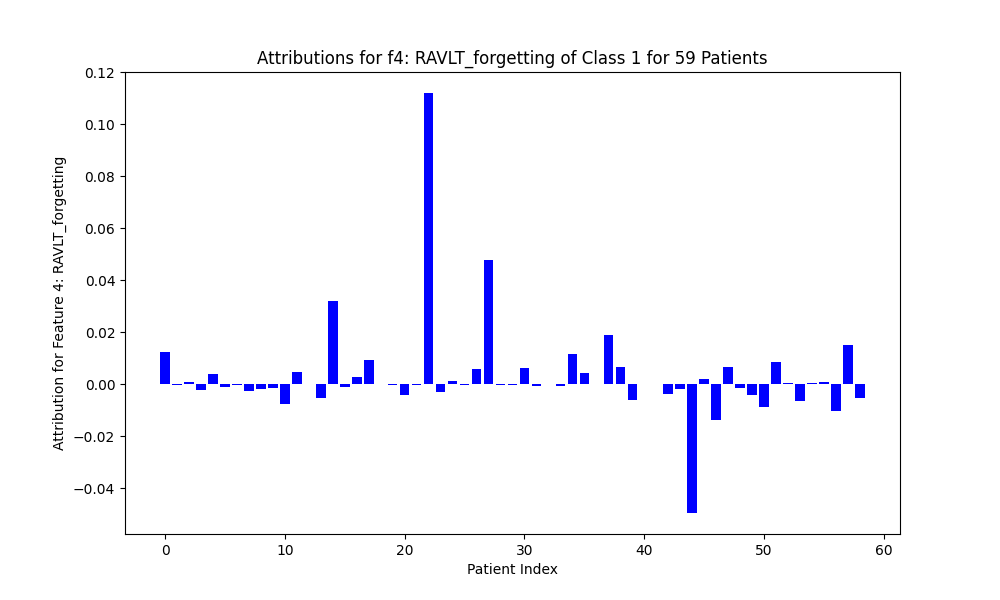 Attributions for f4: RAVLT_forgetting of Class 1 for 59 Patients
Attribution for Feature 4: RAVLT_forgetting
0.12
0.10
0.08
0.06
0.04
0.02
0.00
−0.02
−0.04
0 10 20 30 40 50 60
Patient Index